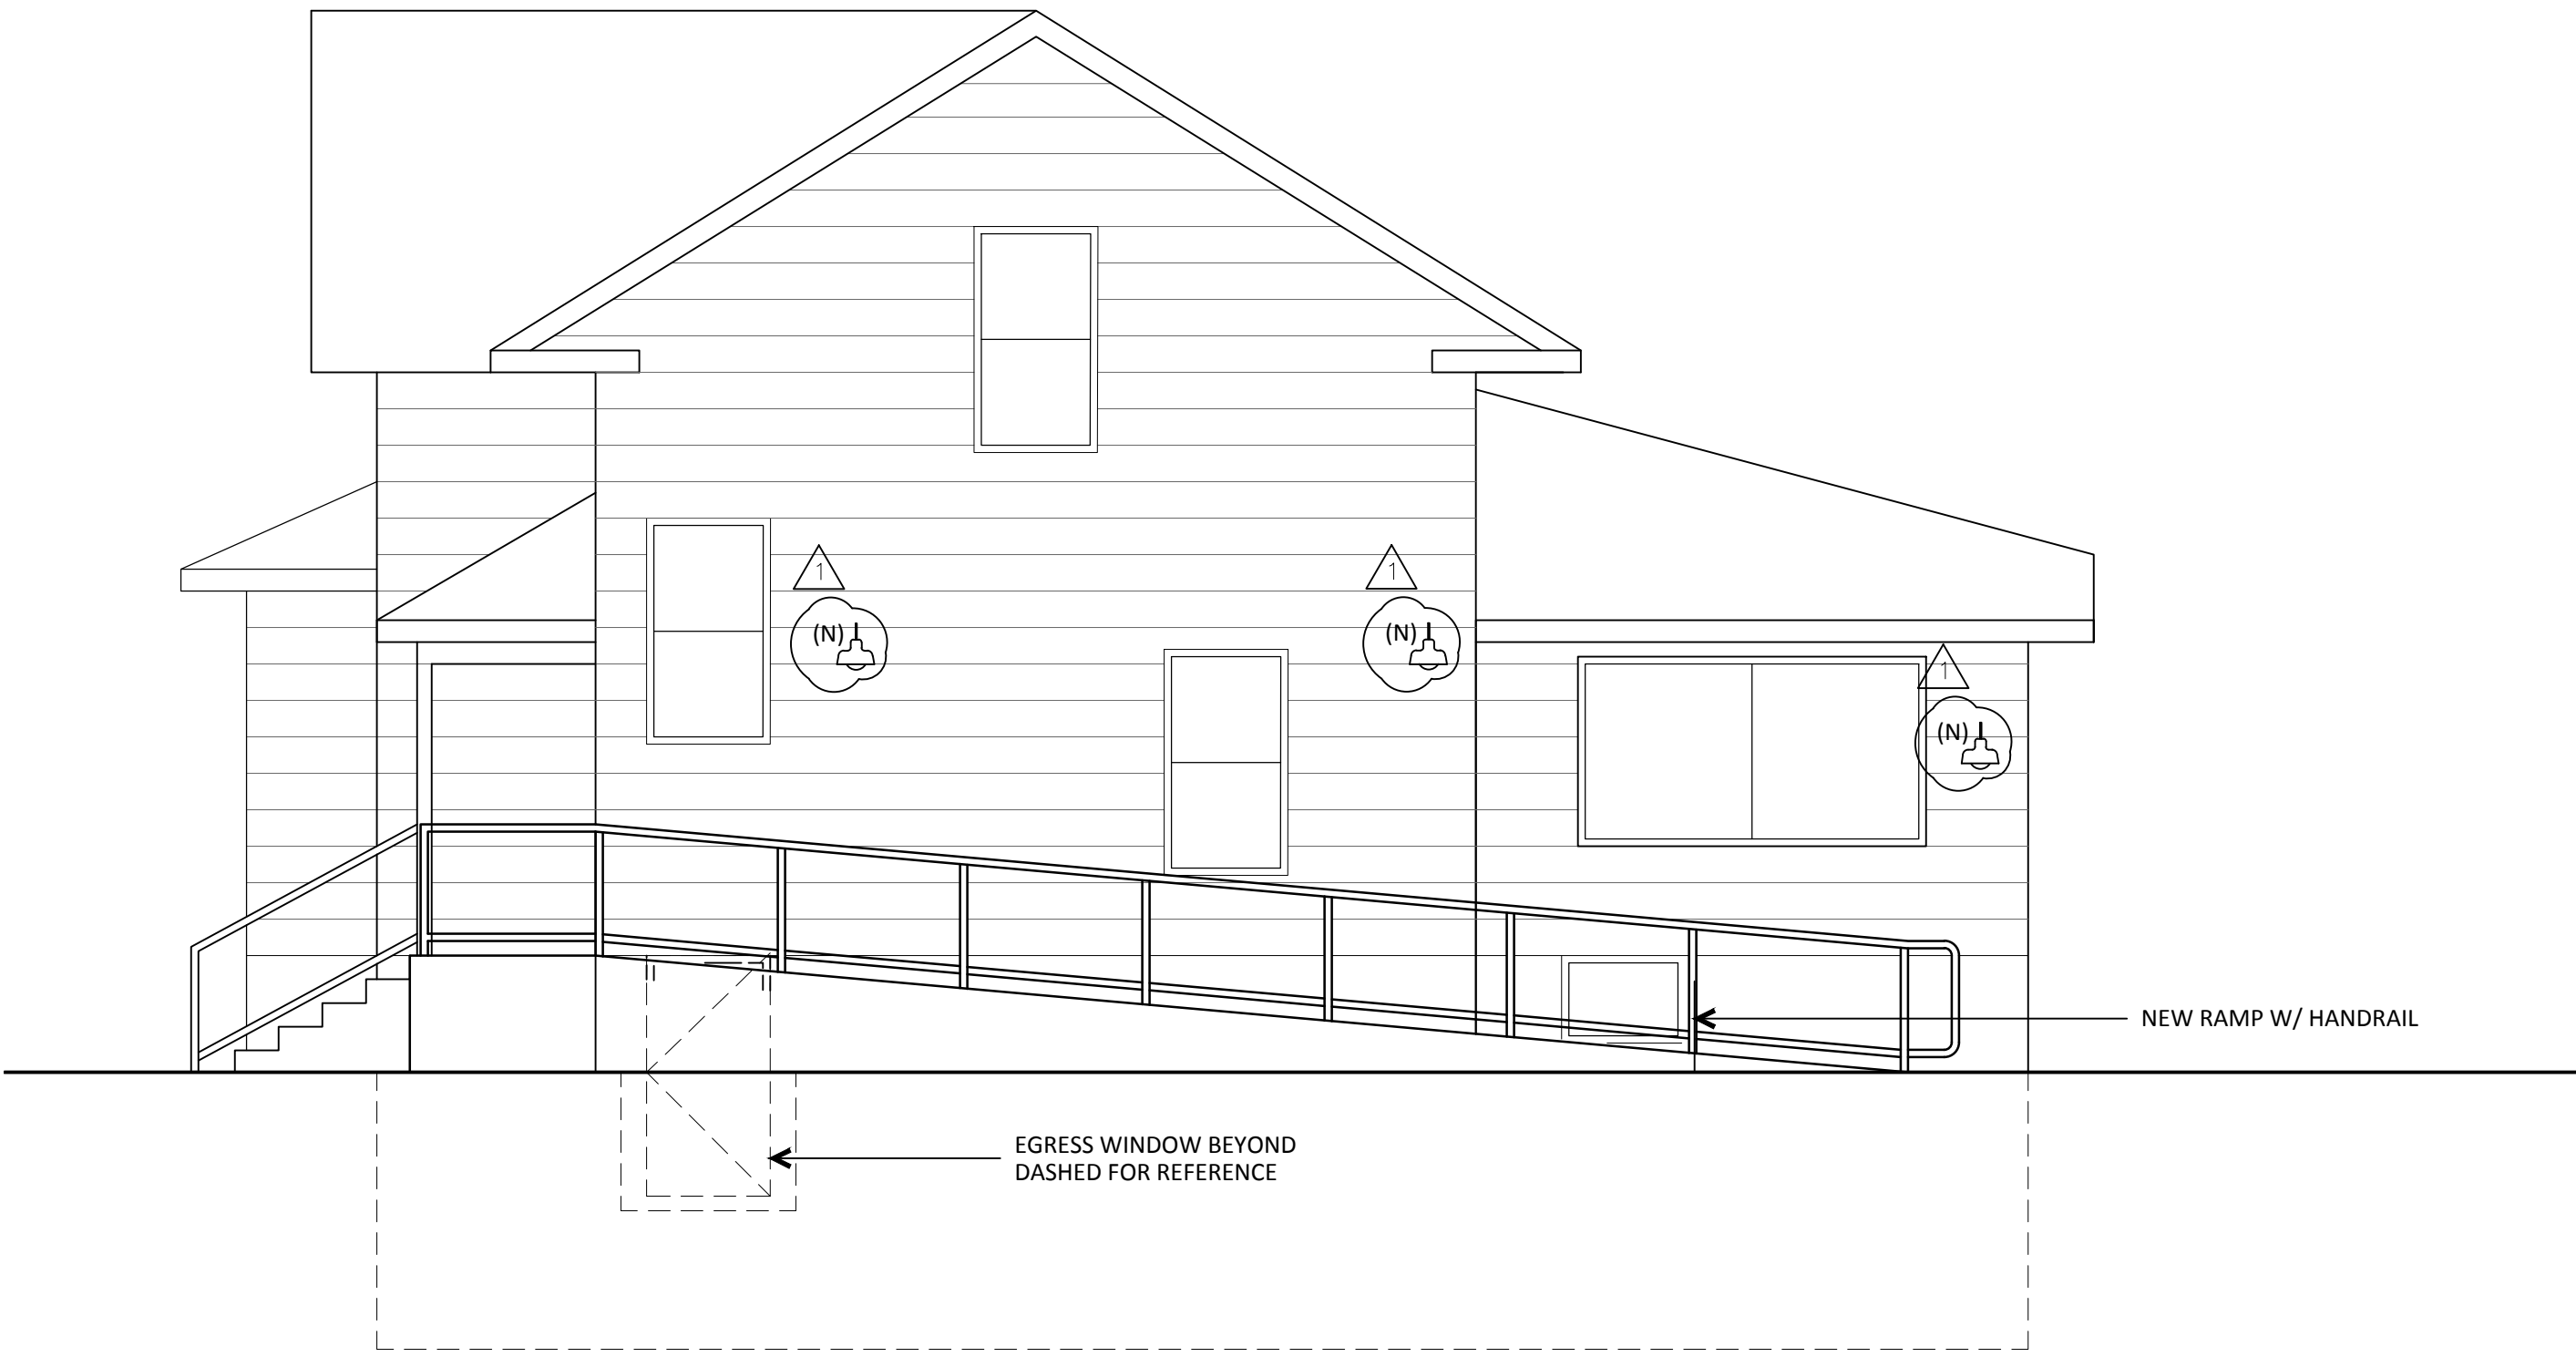 1
1
(N)
(N)
1
(N)
NEW RAMP W/ HANDRAIL
EGRESS WINDOW BEYOND
DASHED FOR REFERENCE